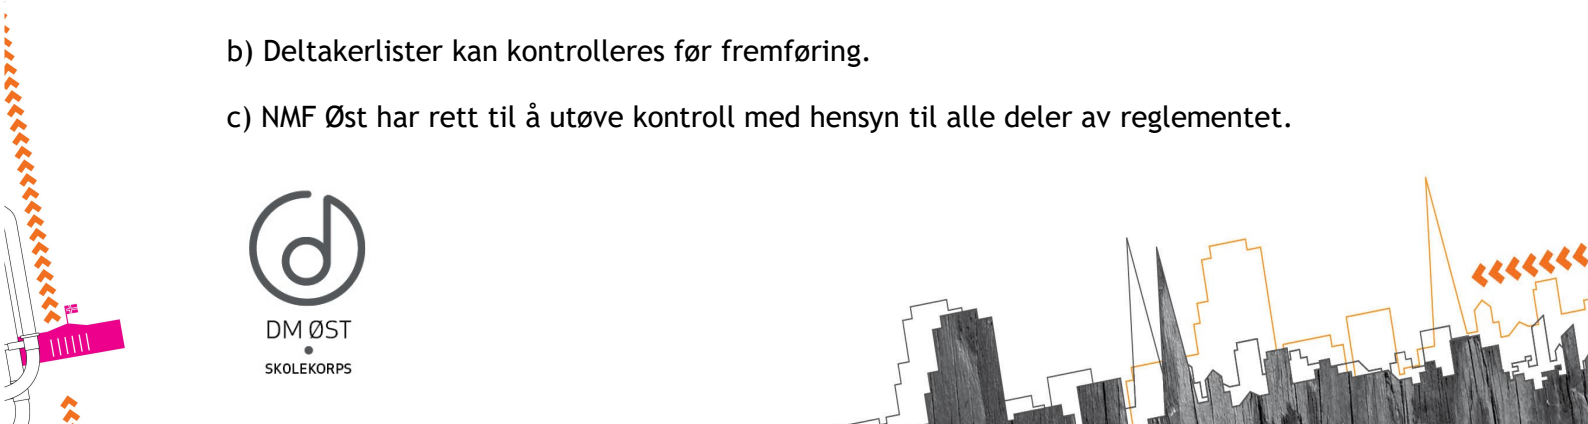 b) Deltakerlister kan kontrolleres før fremføring.
c) NMF Øst har rett til å utøve kontroll med hensyn til alle deler av reglementet.
DM ØST
SKOLEKORPS